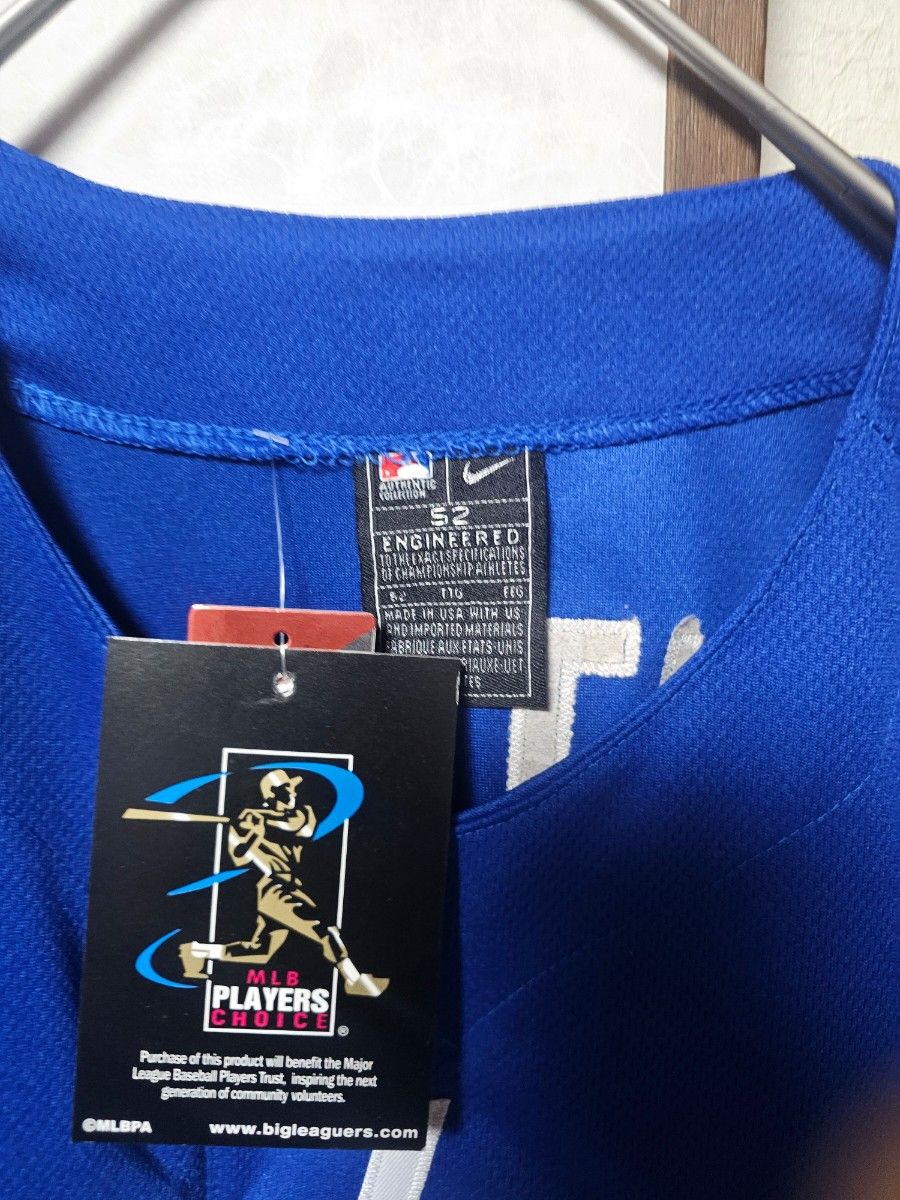 AUTHENTIC
COLLECTION
52
ENGINEERED
TO THE EXACT SPECIFICATIONS
OF CHAMPIONSHIP ATHLETES
MADE IN USA WITH US
AND IMPORTED MATERIALS
FABRIQUE AUX ETATS-UNIS
MLB
PLAYERS
CHOICE®
Purchase of this product will benefit the Major
League Baseball Players Trust, inspiring the next
generation of community volunteers.
©MLBPA www.bigleaguers.com